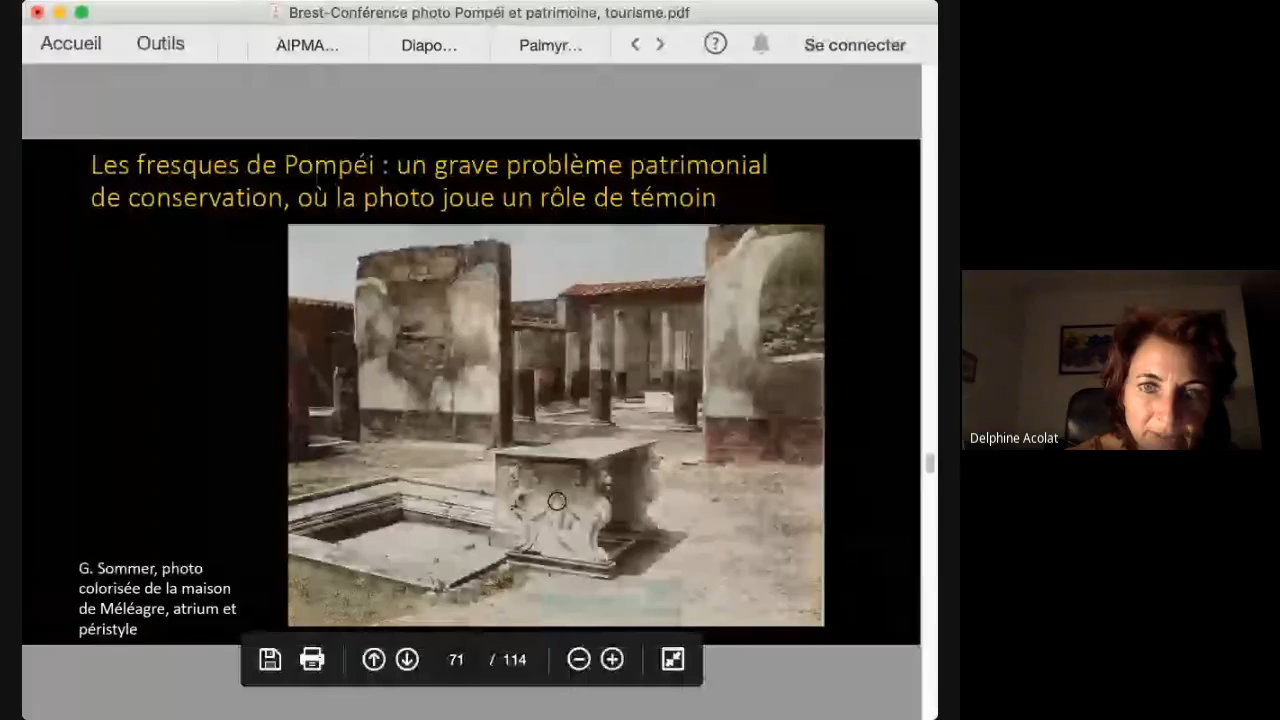 Brest-Conférence photo Pompéi et patrimoine, tourisme.pdf
Accueil Outils AIPMA... Diapo... Palmyr... Se connecter
Les fresques de Pompéi : un grave problème patrimonial
de conservation, où la photo joue un rôle de témoin
Delphine Acolat
G. Sommer, photo
colorisée de la maison
de Méléagre, atrium et
péristyle
71 / 114